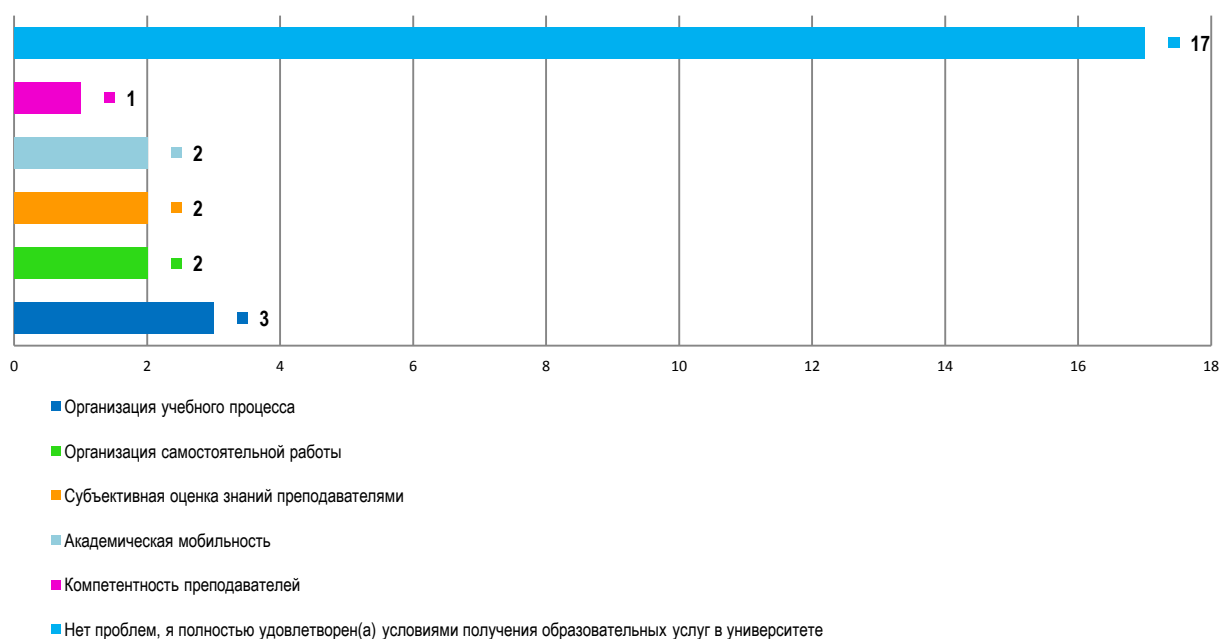 17
1
2
2
2
3
0 2 4 6 8 10 12 14 16 18
Организация учебного процесса
Организация самостоятельной работы
Субъективная оценка знаний преподавателями
Академическая мобильность
Компетентность преподавателей
Нет проблем, я полностью удовлетворен(а) условиями получения образовательных услуг в университете